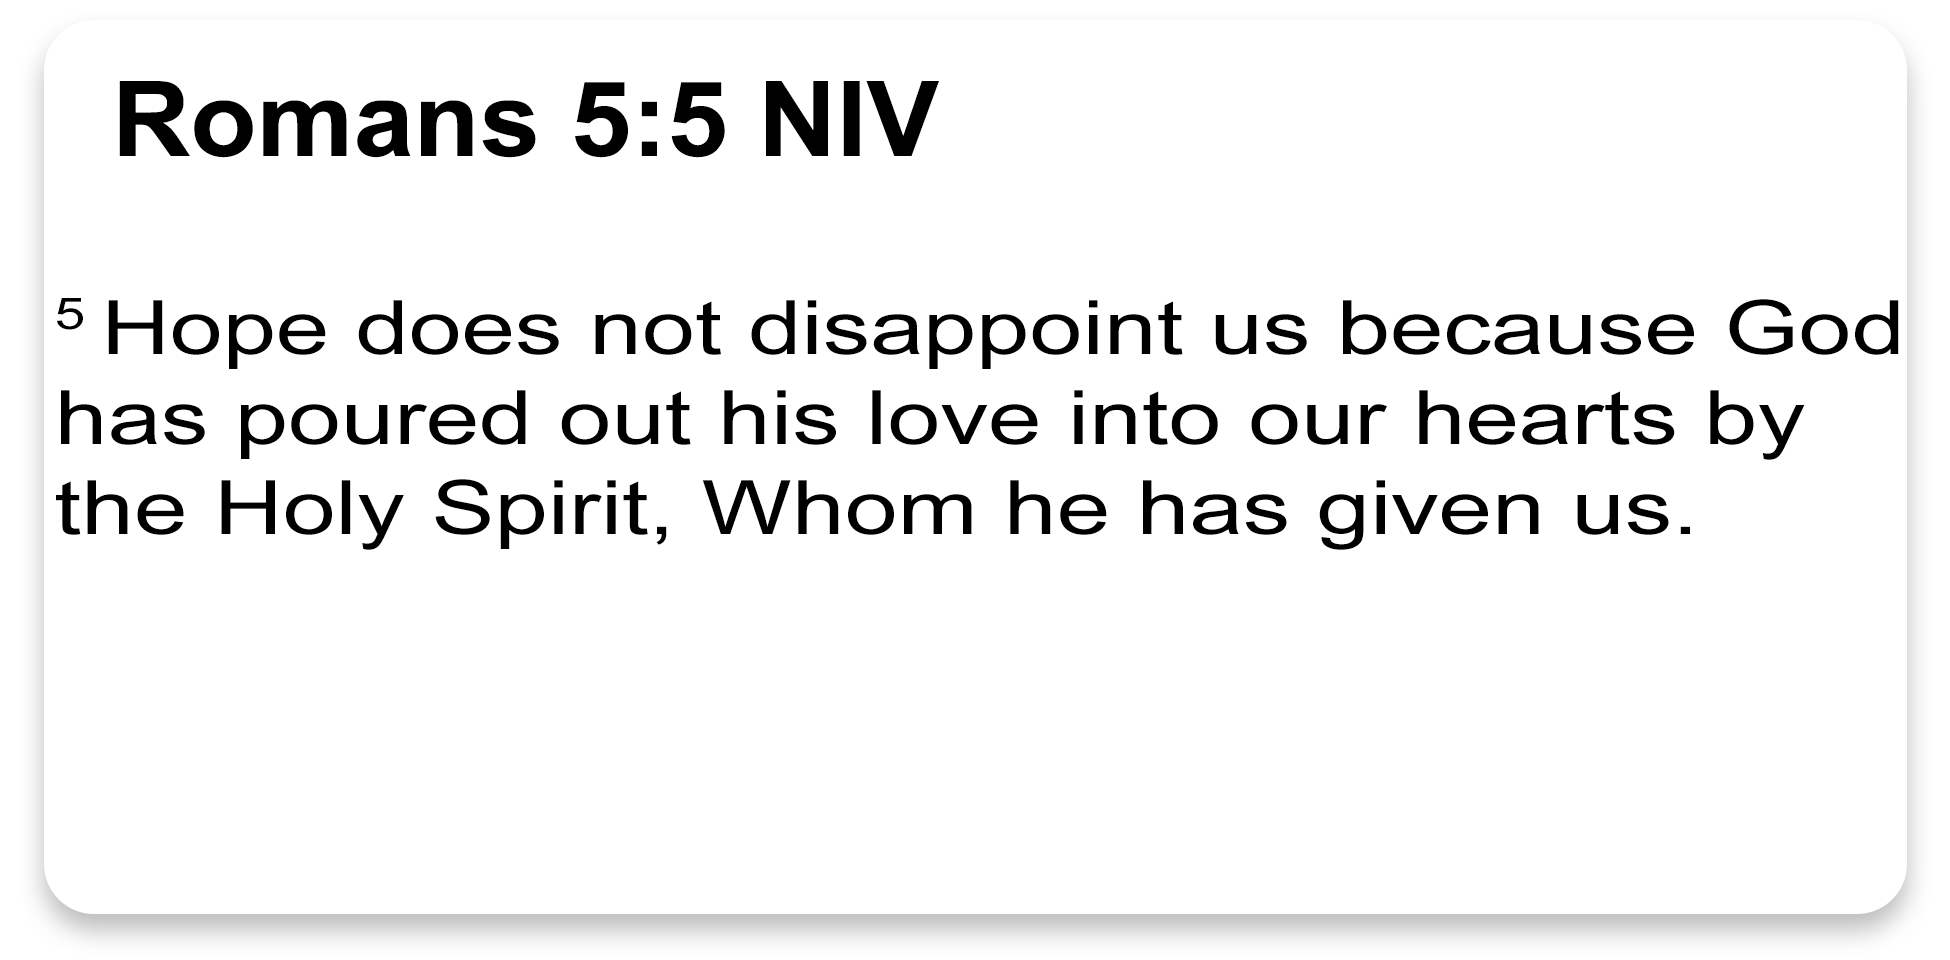 Romans 5:5 NIV
5 Hope does not disappoint us because God
has poured out his love into our hearts by
the Holy Spirit, Whom he has given us.